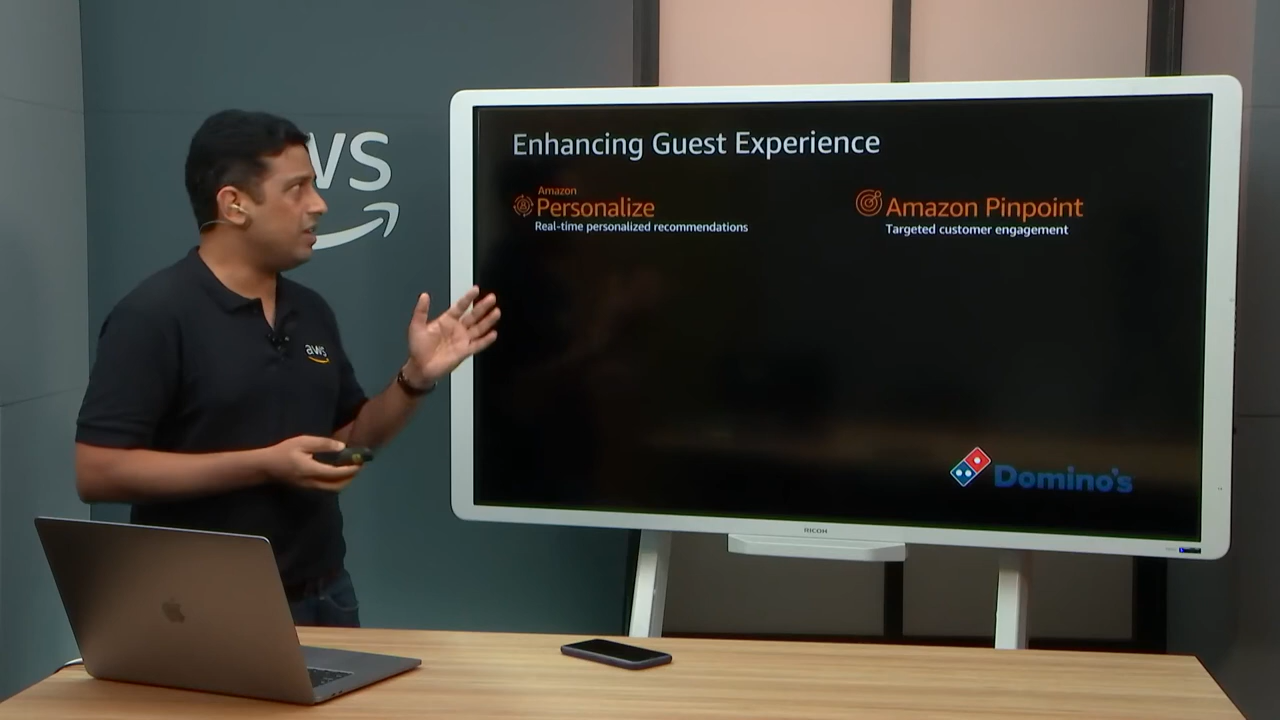 aws
Enhancing Guest Experience
Amazon
Personalize
Real-time personalized recommendations
Amazon Pinpoint
Targeted customer engagement
aws
Domino's
RICOH